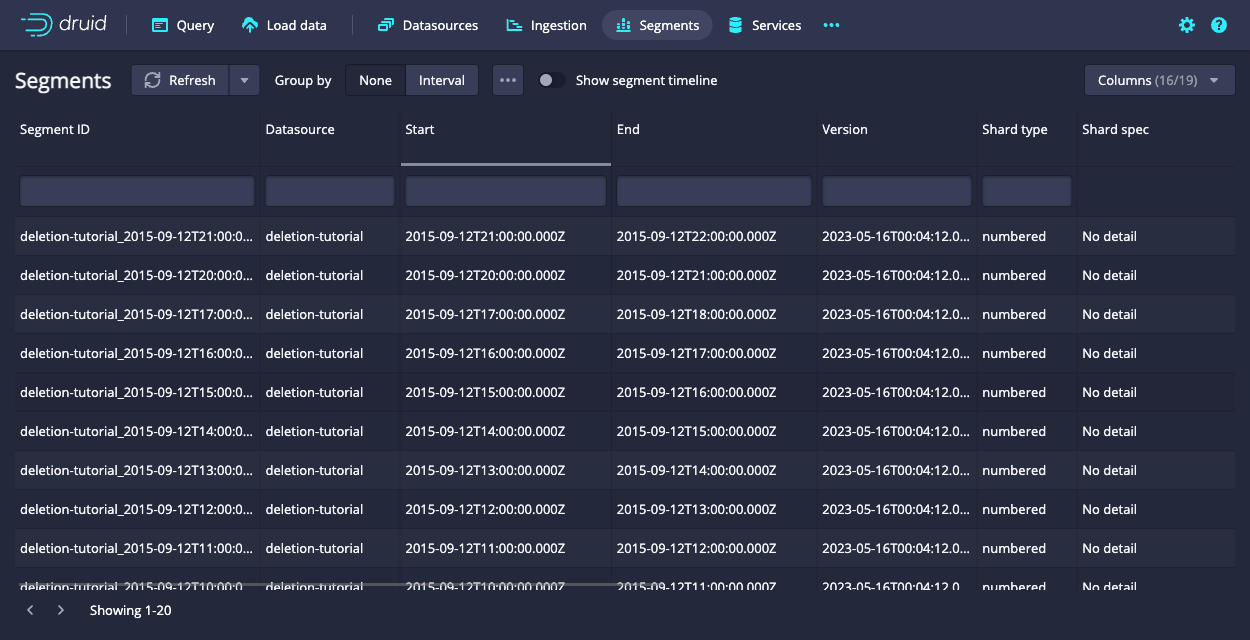 druid Query Load data Datasources Ingestion Segments Services
Segments Refresh Group by None Interval Show segment timeline Columns (16/19)
Segment ID Datasource Start End Version Shard type Shard spec
deletion-tutorial_2015-09-12T21:00:0... deletion-tutorial 2015-09-12T21:00:00.000Z 2015-09-12T22:00:00.000Z 2023-05-16T00:04:12.0... numbered No detail
deletion-tutorial_2015-09-12T20:00:0... deletion-tutorial 2015-09-12T20:00:00.000Z 2015-09-12T21:00:00.000Z 2023-05-16T00:04:12.0... numbered No detail
deletion-tutorial_2015-09-12T17:00:0... deletion-tutorial 2015-09-12T17:00:00.000Z 2015-09-12T18:00:00.000Z 2023-05-16T00:04:12.0... numbered No detail
deletion-tutorial_2015-09-12T16:00:0... deletion-tutorial 2015-09-12T16:00:00.000Z 2015-09-12T17:00:00.000Z 2023-05-16T00:04:12.0... numbered No detail
deletion-tutorial_2015-09-12T15:00:0... deletion-tutorial 2015-09-12T15:00:00.000Z 2015-09-12T16:00:00.000Z 2023-05-16T00:04:12.0... numbered No detail
deletion-tutorial_2015-09-12T14:00:0... deletion-tutorial 2015-09-12T14:00:00.000Z 2015-09-12T15:00:00.000Z 2023-05-16T00:04:12.0... numbered No detail
deletion-tutorial_2015-09-12T13:00:0... deletion-tutorial 2015-09-12T13:00:00.000Z 2015-09-12T14:00:00.000Z 2023-05-16T00:04:12.0... numbered No detail
deletion-tutorial_2015-09-12T12:00:0... deletion-tutorial 2015-09-12T12:00:00.000Z 2015-09-12T13:00:00.000Z 2023-05-16T00:04:12.0... numbered No detail
deletion-tutorial_2015-09-12T11:00:0... deletion-tutorial 2015-09-12T11:00:00.000Z 2015-09-12T12:00:00.000Z 2023-05-16T00:04:12.0... numbered No detail
deletion-tutorial_2015-09-12T10:00:0... deletion-tutorial 2015-09-12T10:00:00.000Z 2015-09-12T11:00:00.000Z 2023-05-16T00:04:12.0... numbered No detail
Showing 1-20